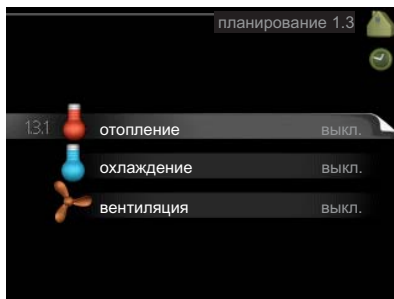 планирование 1.3
1.3.1 отопление выкл.
охлаждение выкл.
вентиляция выкл.